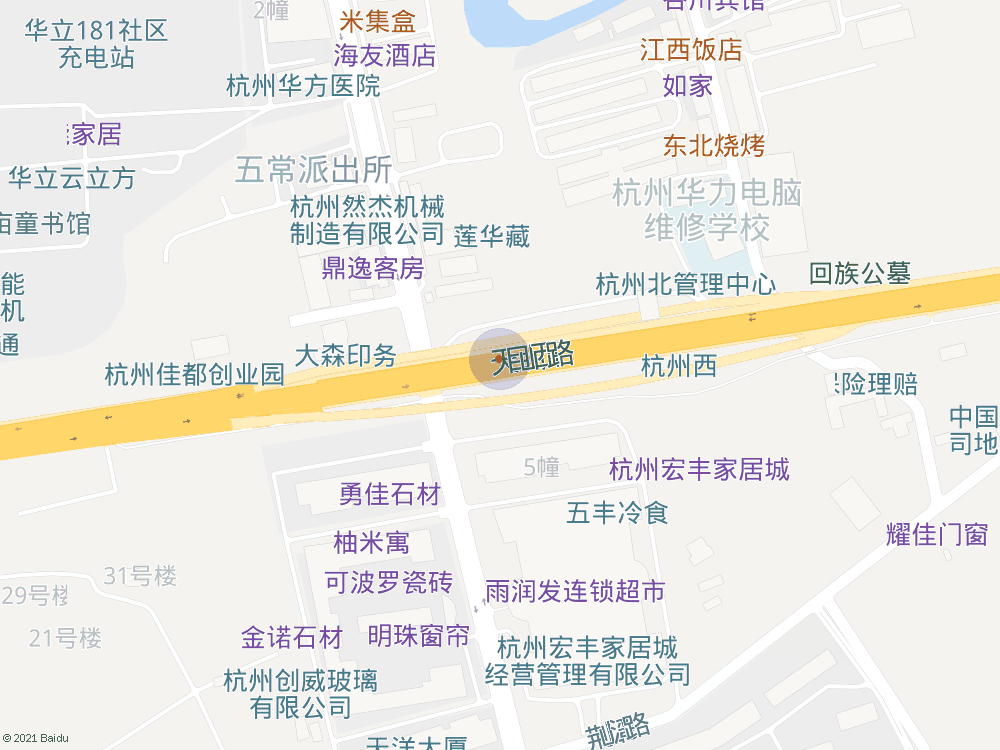 2幢
米集盒
谷川宾馆
华立181社区
充电站
海友酒店
江西饭店
杭州华方医院
如家
家居
东北烧烤
五常派出所
华立云立方
杭州华力电脑
维修学校
童书馆
杭州然杰机械
制造有限公司
莲华藏
鼎逸客房
回族公墓
能
机
通
杭州北管理中心
大森印务
杭州西
杭州佳都创业园
保险理赔
中国
司地
5幢
杭州宏丰家居城
勇佳石材
五丰冷食
耀佳门窗
柚米寓
31号楼
可波罗瓷砖
29号楼
雨润发连锁超市
21号楼
金诺石材
明珠窗帘
杭州宏丰家居城
经营管理有限公司
杭州创威玻璃
有限公司
天洋大厦
© 2021 Baidu